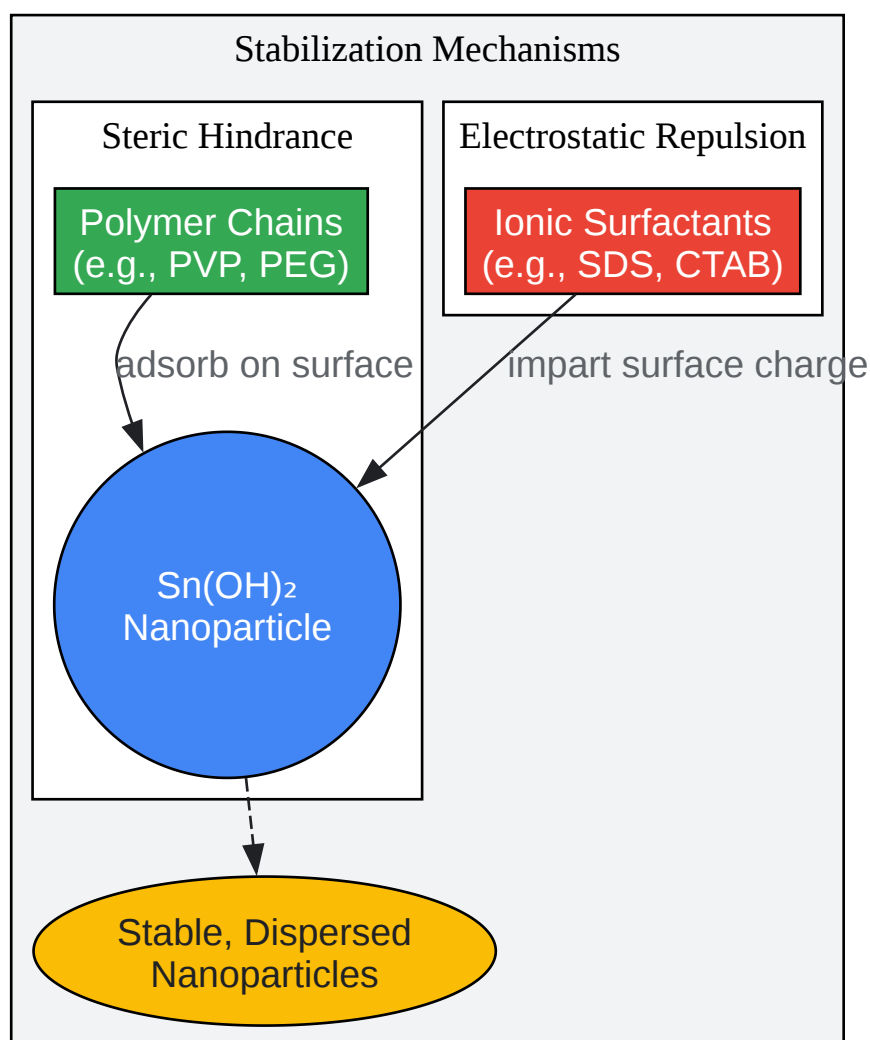 Stabilization Mechanisms
Steric Hindrance
Electrostatic Repulsion
Polymer Chains
(e.g., PVP, PEG)
Ionic Surfactants
(e.g., SDS, CTAB)
adsorb on surface
impart surface charge
Sn(OH)₂
Nanoparticle
Stable, Dispersed
Nanoparticles